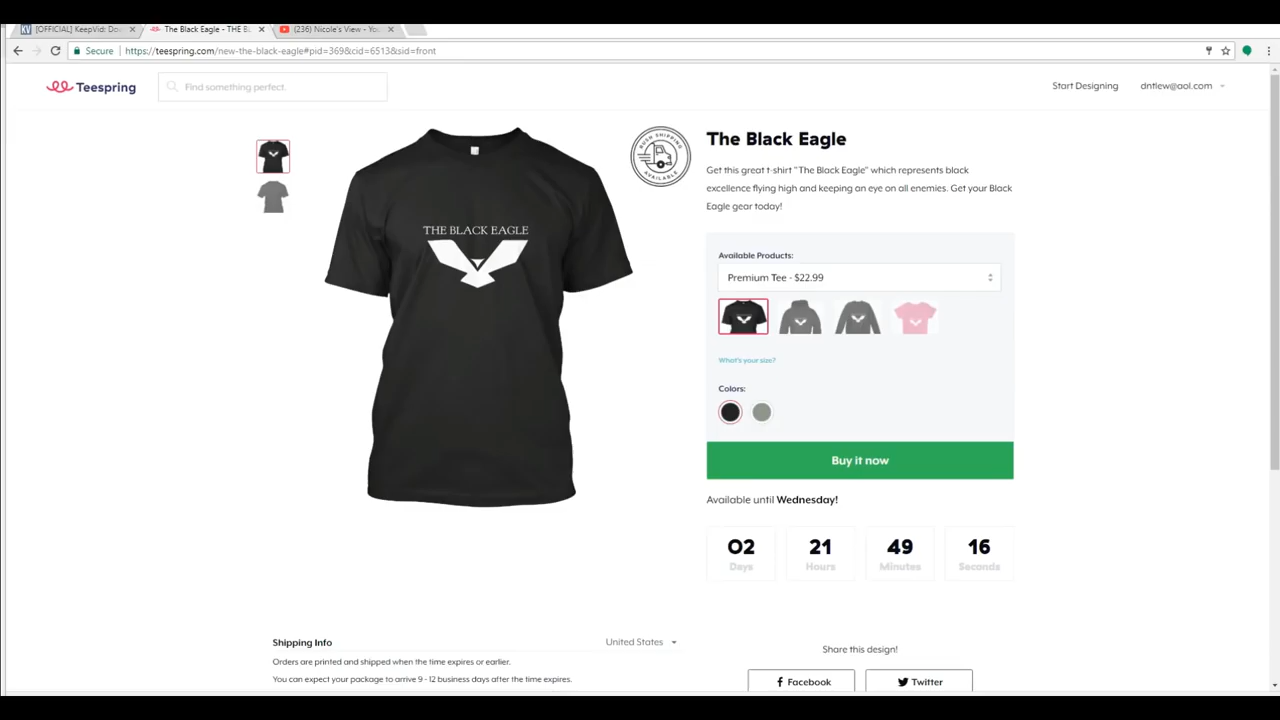 [OFFICIAL] KeepVid: Do
The Black Eagle - THE B
(236) Nicole's View - Yo
Secure
https://teespring.com/new-the-black-eagle#pid=369&cid=6513&sid=front
Teespring
Find something perfect.
Start Designing
dntlew@aol.com
RUSH SHIPPING
AVAILABLE
THE BLACK EAGLE
The Black Eagle
Get this great t-shirt "The Black Eagle" which represents black
excellence flying high and keeping an eye on all enemies. Get your Black
Eagle gear today!
Available Products:
Premium Tee - $22.99
What's your size?
Colors:
Buy it now
Available until Wednesday!
02 21 49 16
Days Hours Minutes Seconds
Shipping Info
United States
Orders are printed and shipped when the time expires or earlier.
You can expect your package to arrive 9 - 12 business days after the time expires.
Share this design!
Facebook
Twitter